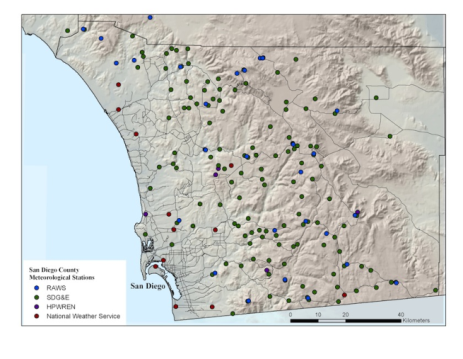 San Diego County
Meteorological Stations
RAWS
SDG&E
HPWREN
National Weather Service
San Diego
0 10 20 40
Kilometers